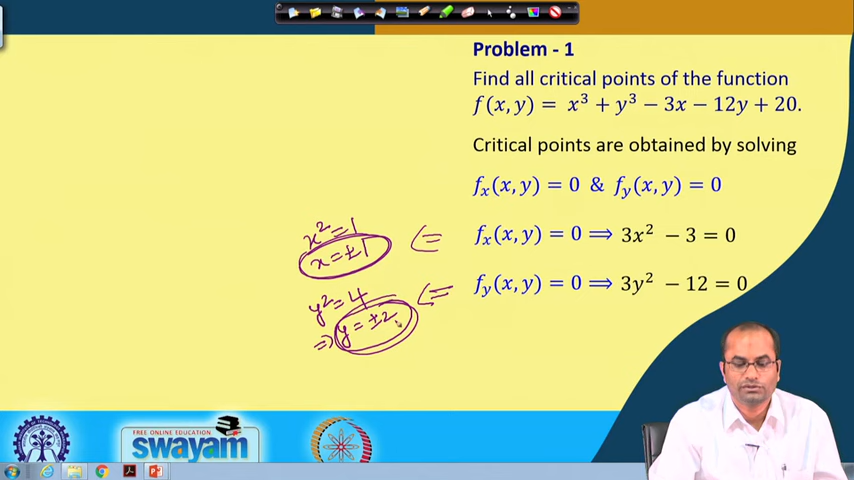 Problem - 1
Find all critical points of the function
f(x, y) = x³ + y³ − 3x − 12y + 20.
Critical points are obtained by solving
fₓ(x, y) = 0 & fᵧ(x, y) = 0
x² = 1
x = ±1
⇐ fₓ(x, y) = 0 ⟹ 3x² − 3 = 0
y² = 4
⇒ y = ±2.
⇐ fᵧ(x, y) = 0 ⟹ 3y² − 12 = 0
FREE ONLINE EDUCATION
swayam